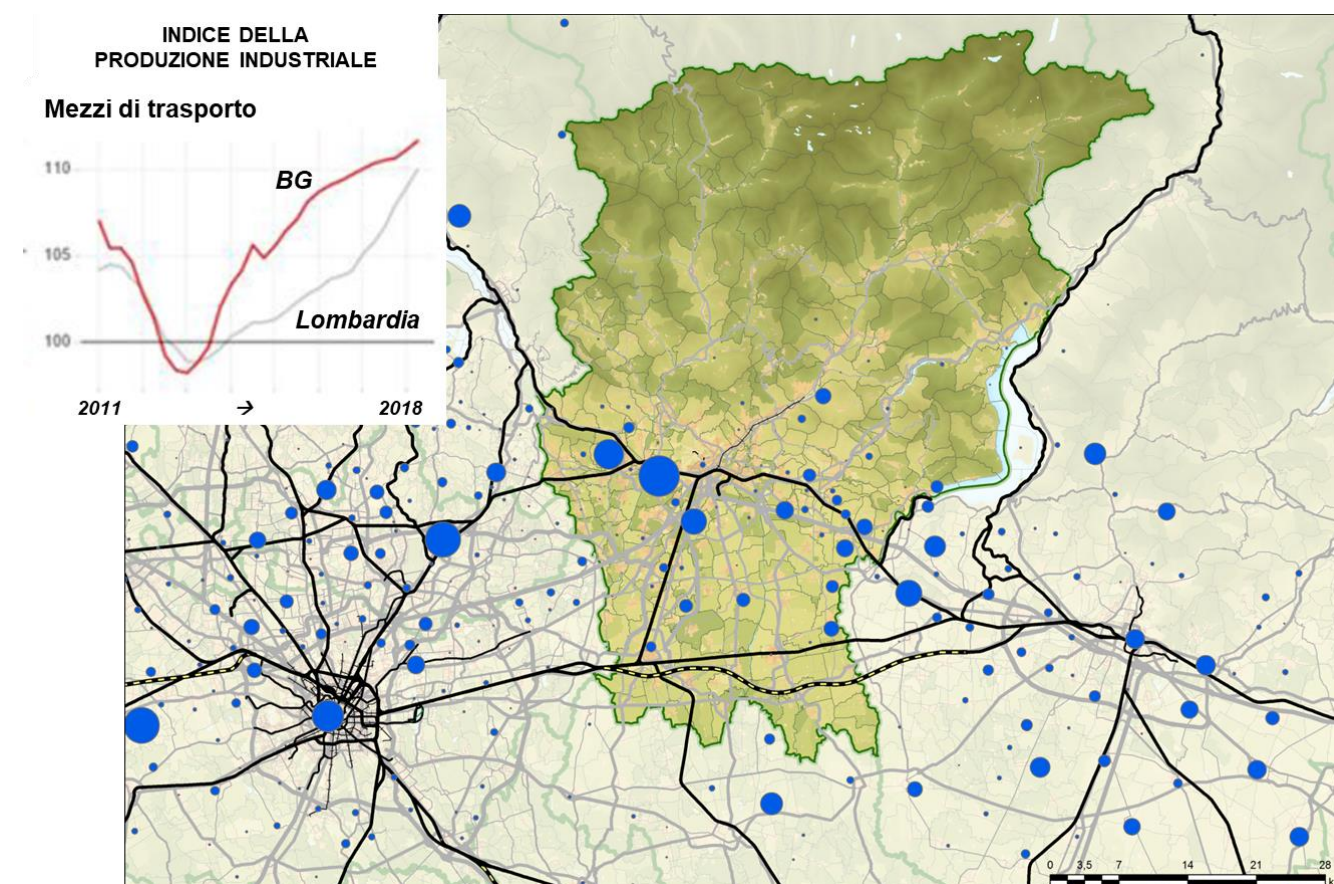 INDICE DELLA
PRODUZIONE INDUSTRIALE
Mezzi di trasporto
110
BG
105
Lombardia
100
2011 → 2018
0 3,5 7 14 21 28